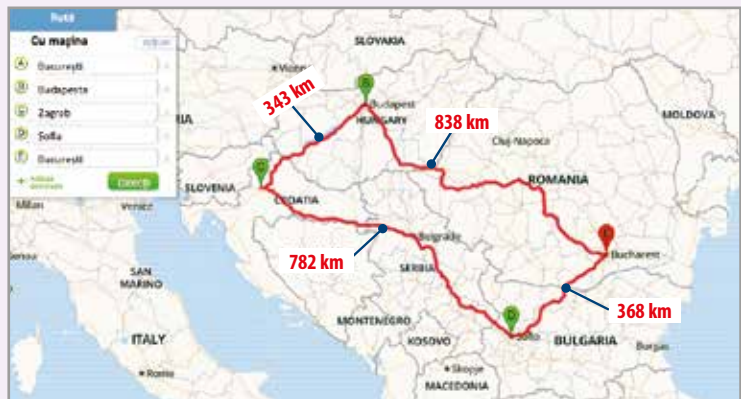 Rută
Cu mașina
A București
B Budapesta
C Zagreb
D Sofia
București
Direcții
SLOVAKIA
Budapest
HUNGARY
343 km
838 km
MOLDOVA
Cluj-Napoca
ROMANIA
SLOVENIA
CROATIA
Milan
Venice
Belgrade
Bucharest
782 km
SERBIA
SAN
MARINO
368 km
MONTENEGRO
D
BULGARIA
ITALY
KOSOVO
Burgas
Rome
Skopje
MACEDONIA